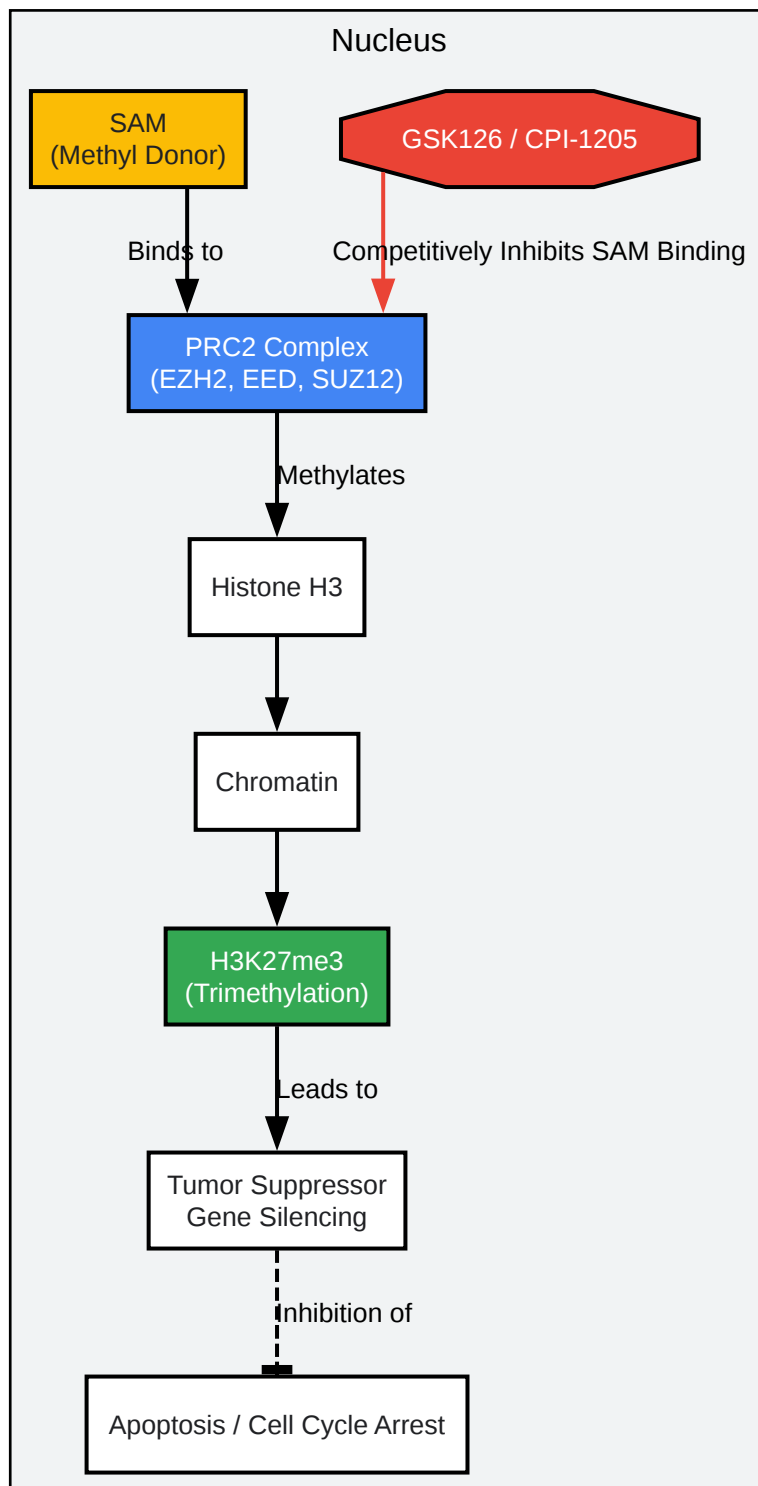 Nucleus
SAM
(Methyl Donor)
GSK126 / CPI-1205
Binds to
Competitively Inhibits SAM Binding
PRC2 Complex
(EZH2, EED, SUZ12)
Methylates
Histone H3
Chromatin
H3K27me3
(Trimethylation)
Leads to
Tumor Suppressor
Gene Silencing
Inhibition of
Apoptosis / Cell Cycle Arrest